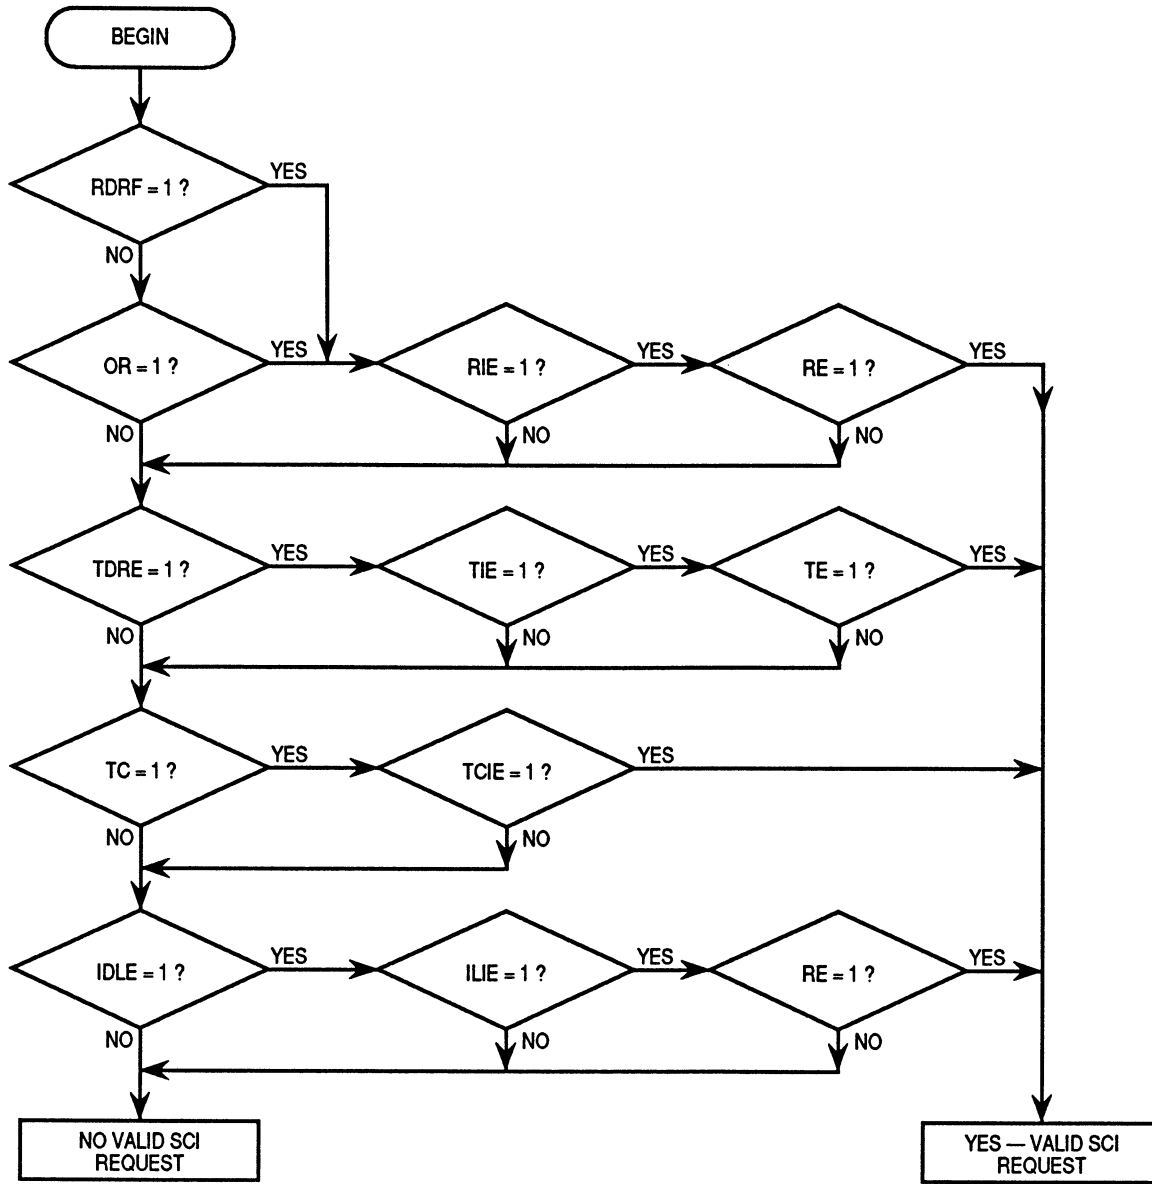 BEGIN
RDRF = 1 ?
YES
NO
OR = 1 ?
YES
RIE = 1 ?
YES
RE = 1 ?
YES
NO
NO
NO
TDRE = 1 ?
YES
TIE = 1 ?
YES
TE = 1 ?
YES
NO
NO
NO
TC = 1 ?
YES
TCIE = 1 ?
YES
NO
NO
IDLE = 1 ?
YES
ILIE = 1 ?
YES
RE = 1 ?
YES
NO
NO
NO
NO VALID SCI
REQUEST
YES — VALID SCI
REQUEST